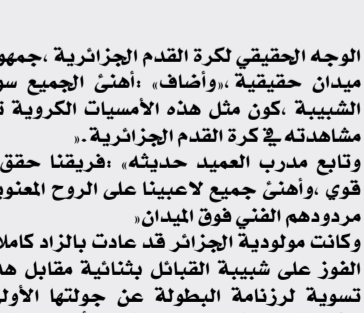 الوجه الحقيقي لكرة القدم الجزائرية ،جمهو
ميدان حقيقية ،«وأضاف» :أهنئ الجميع سو
الشبيبة ،كون مثل هذه الأمسيات الكروية ت
مشاهدته في كرة القدم الجزائرية.«
وتابع مدرب العميد حديثه» :فريقنا حقق
قوي ،وأهنئ جميع لاعبينا على الروح المعنوي
مردودهم الفني فوق الميدان«
وكانت مولودية الجزائر قد عادت بالزاد كاملا
الفوز على شبيبة القبائل بثنائية مقابل هد
تسوية لرزنامة البطولة عن جولتها الأولى